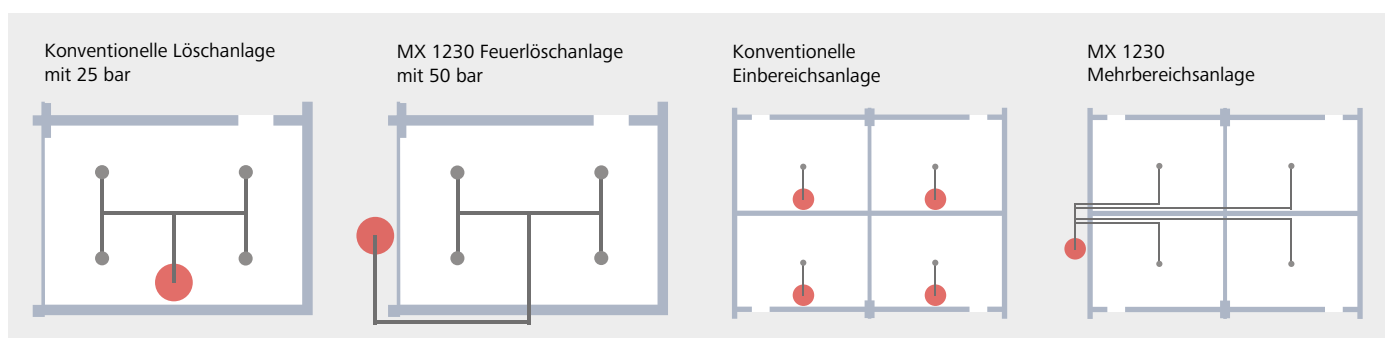 Konventionelle Löschanlage
mit 25 bar
MX 1230 Feuerlöschanlage
mit 50 bar
Konventionelle
Einbereichsanlage
MX 1230
Mehrbereichsanlage